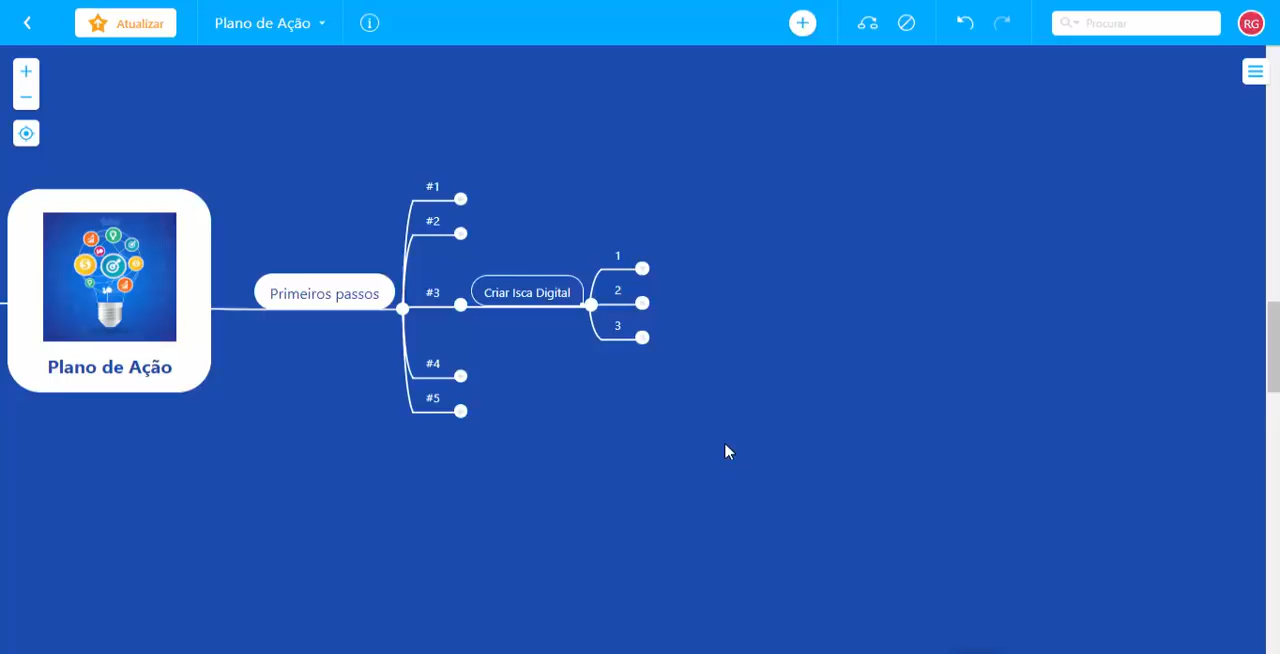 Atualizar
Plano de Ação
Procurar
RG
Plano de Ação
Primeiros passos
#1
#2
#3
#4
#5
Criar Isca Digital
1
2
3